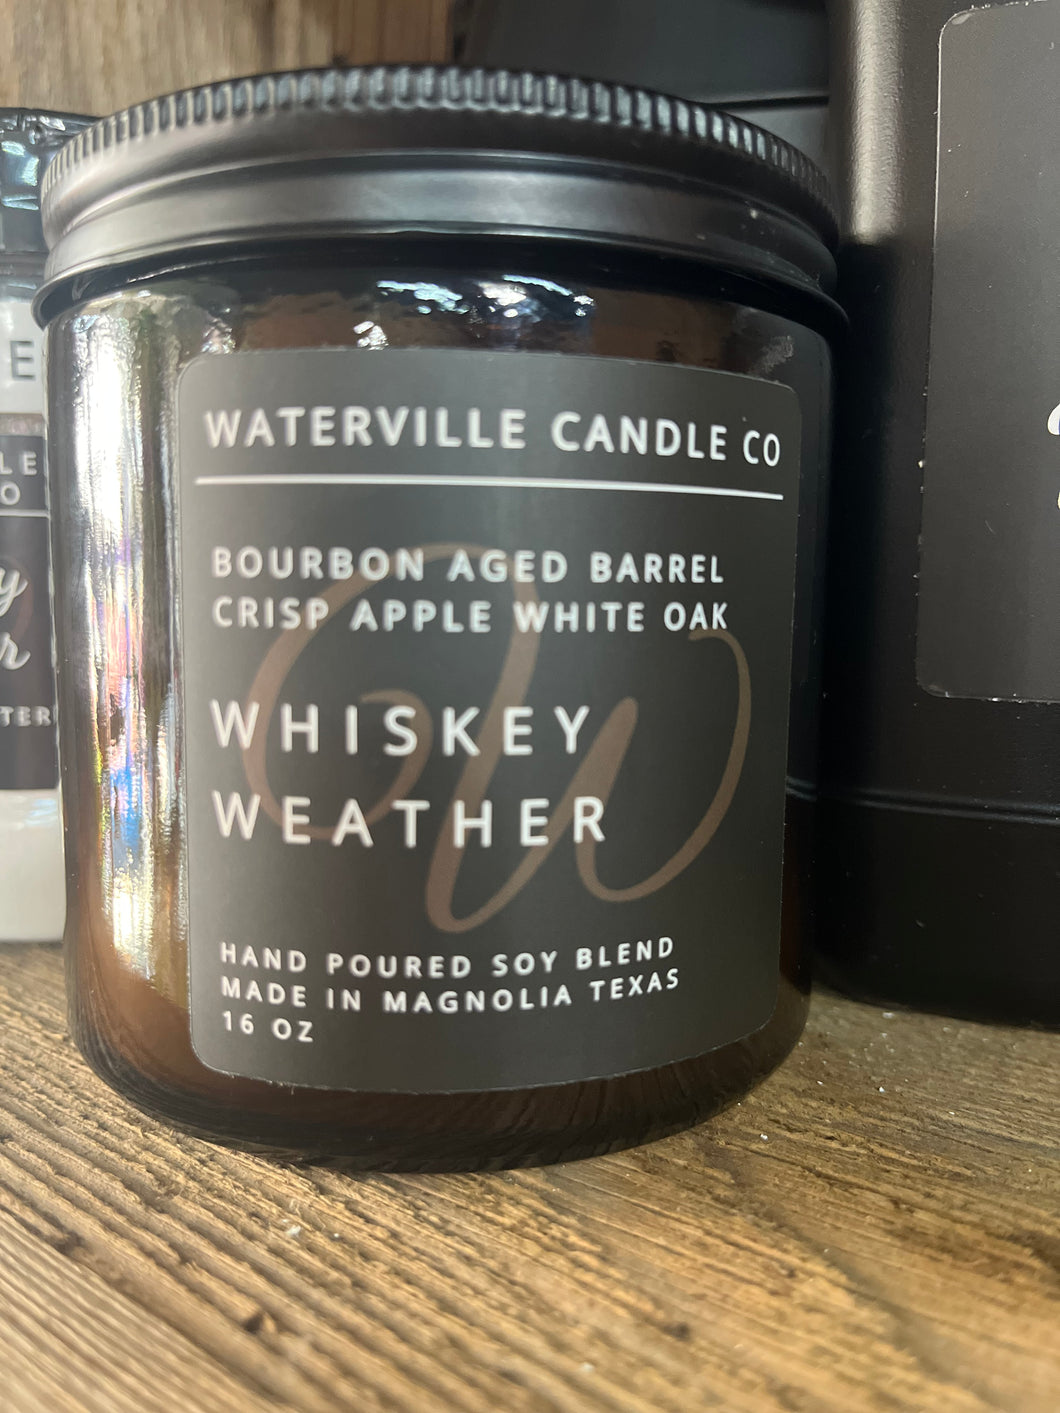 WATERVILLE CANDLE CO
BOURBON AGED BARREL
CRISP APPLE WHITE OAK
WHISKEY
WEATHER
HAND POURED SOY BLEND
MADE IN MAGNOLIA TEXAS
16 OZ